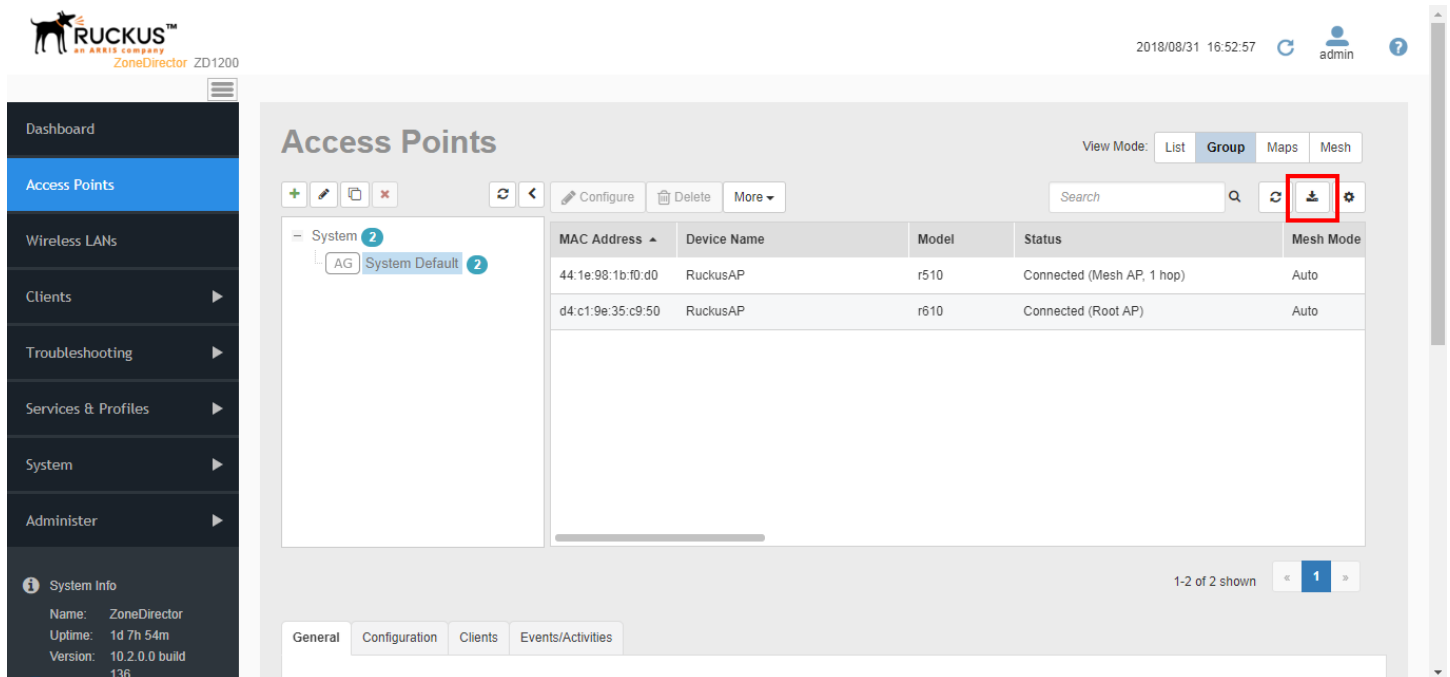 RUCKUS™
an ARRIS company
ZoneDirector ZD1200
2018/08/31 16:52:57
admin
?
Dashboard
Access Points
Wireless LANs
Clients
Troubleshooting
Services & Profiles
System
Administer
System Info
Name: ZoneDirector
Uptime: 1d 7h 54m
Version: 10.2.0.0 build
136
Access Points
View Mode: List Group Maps Mesh
Configure Delete More Search
System 2
AG System Default 2
MAC Address Device Name Model Status Mesh Mode
44:1e:98:1b:f0:d0 RuckusAP r510 Connected (Mesh AP, 1 hop) Auto
d4:c1:9e:35:c9:50 RuckusAP r610 Connected (Root AP) Auto
1-2 of 2 shown « 1 »
General Configuration Clients Events/Activities